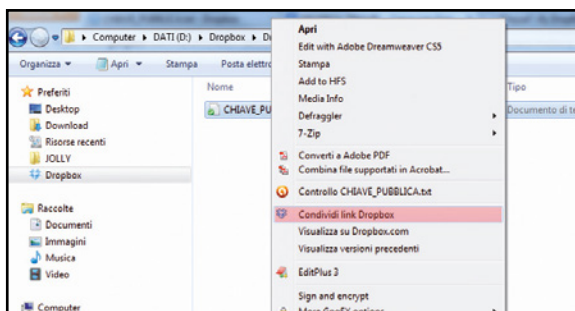 Computer ▸ DATI (D:) ▸ Dropbox ▸
Organizza Apri Stampa Posta
Nome
Tipo
Preferiti
Desktop
Download
Risorse recenti
JOLLY
Dropbox
Raccolte
Documenti
Immagini
Musica
Video
Computer
Documento di
Apri
Edit with Adobe Dreamweaver CS5
Stampa
Add to HFS
Media Info
Defraggler
7-Zip
Converti a Adobe PDF
Combina file supportati in Acrobat...
Controllo CHIAVE_PUBBLICA.txt
Condividi link Dropbox
Visualizza su Dropbox.com
Visualizza versioni precedenti
EditPlus 3
Sign and encrypt